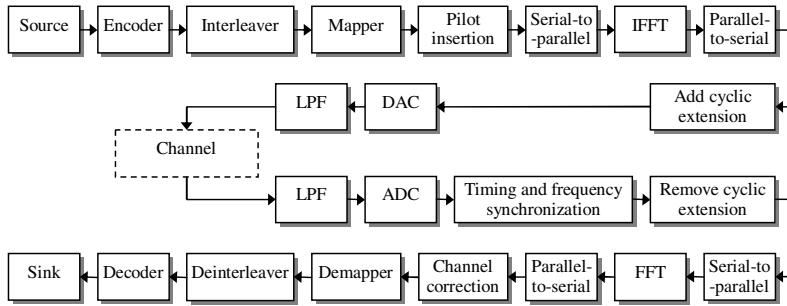 Source
Encoder
Interleaver
Mapper
Pilot
insertion
Serial-to
-parallel
IFFT
Parallel-
to-serial
LPF
DAC
Add cyclic
extension
Channel
LPF
ADC
Timing and frequency
synchronization
Remove cyclic
extension
Sink
Decoder
Deinterleaver
Demapper
Channel
correction
Parallel-
to-serial
FFT
Serial-to
-parallel